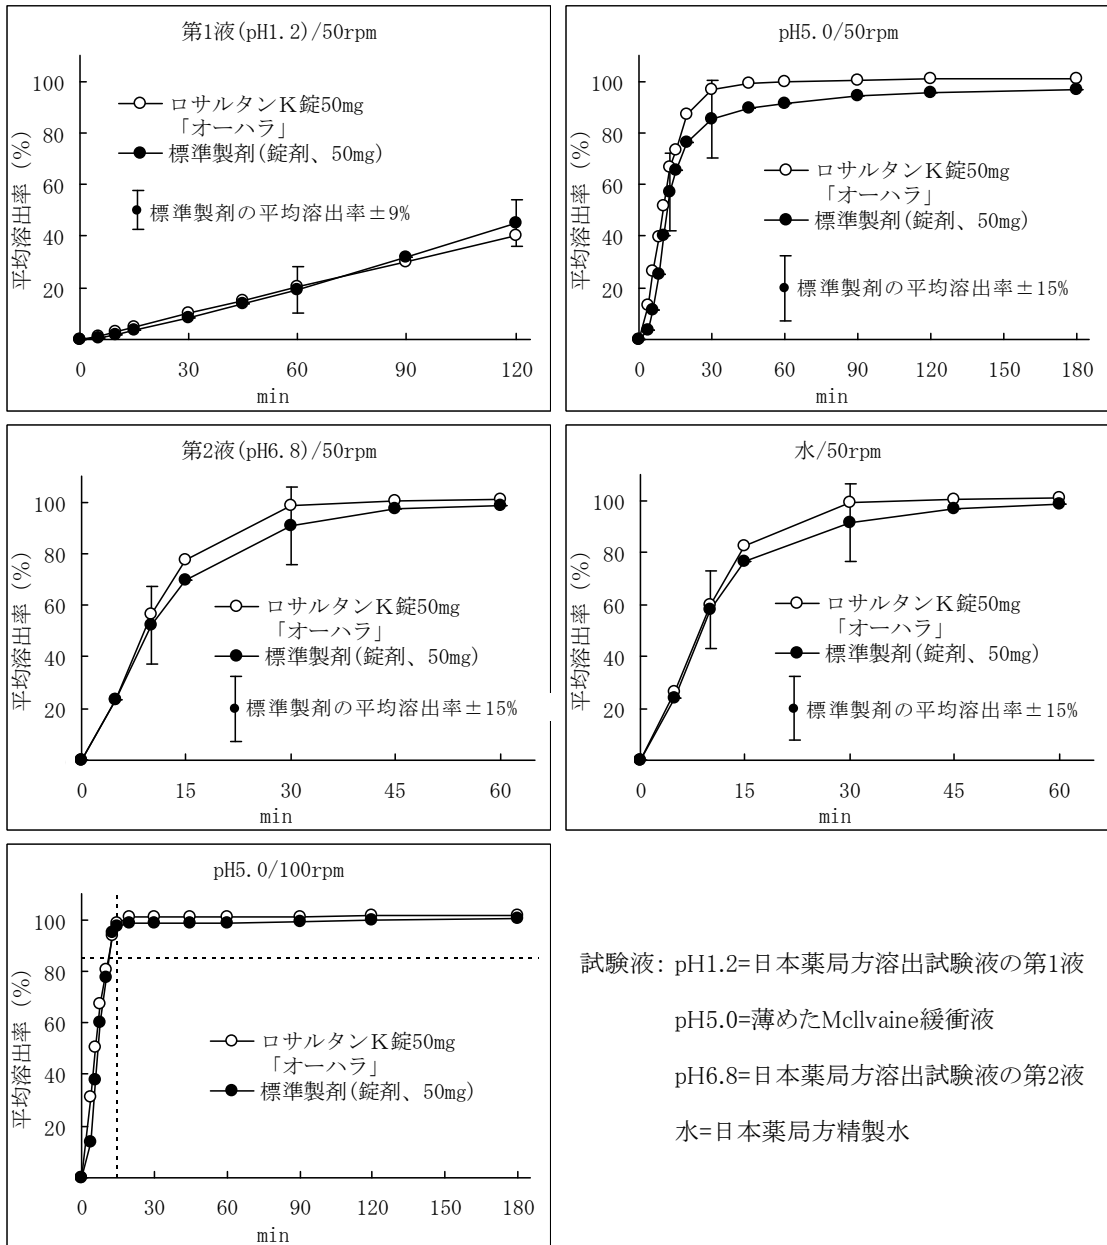 第1液(pH1.2)/50rpm
平均溶出率 (%)
100
80
60
40
20
ロサルタンK錠50mg
「オーハラ」
標準製剤(錠剤、50mg)
標準製剤の平均溶出率±9%
0 30 60 90 120
min
pH5.0/50rpm
平均溶出率 (%)
100
80
60
40
20
ロサルタンK錠50mg
「オーハラ」
標準製剤(錠剤、50mg)
標準製剤の平均溶出率±15%
0 30 60 90 120 150 180
min
第2液(pH6.8)/50rpm
平均溶出率 (%)
100
80
60
40
20
ロサルタンK錠50mg
「オーハラ」
標準製剤(錠剤、50mg)
標準製剤の平均溶出率±15%
0 15 30 45 60
min
水/50rpm
平均溶出率 (%)
100
80
60
40
20
ロサルタンK錠50mg
「オーハラ」
標準製剤(錠剤、50mg)
標準製剤の平均溶出率±15%
0 15 30 45 60
min
pH5.0/100rpm
平均溶出率 (%)
100
80
60
40
20
ロサルタンK錠50mg
「オーハラ」
標準製剤(錠剤、50mg)
0 30 60 90 120 150 180
min
試験液: pH1.2=日本薬局方溶出試験液の第1液
pH5.0=薄めたMcIlvaine緩衝液
pH6.8=日本薬局方溶出試験液の第2液
水=日本薬局方精製水